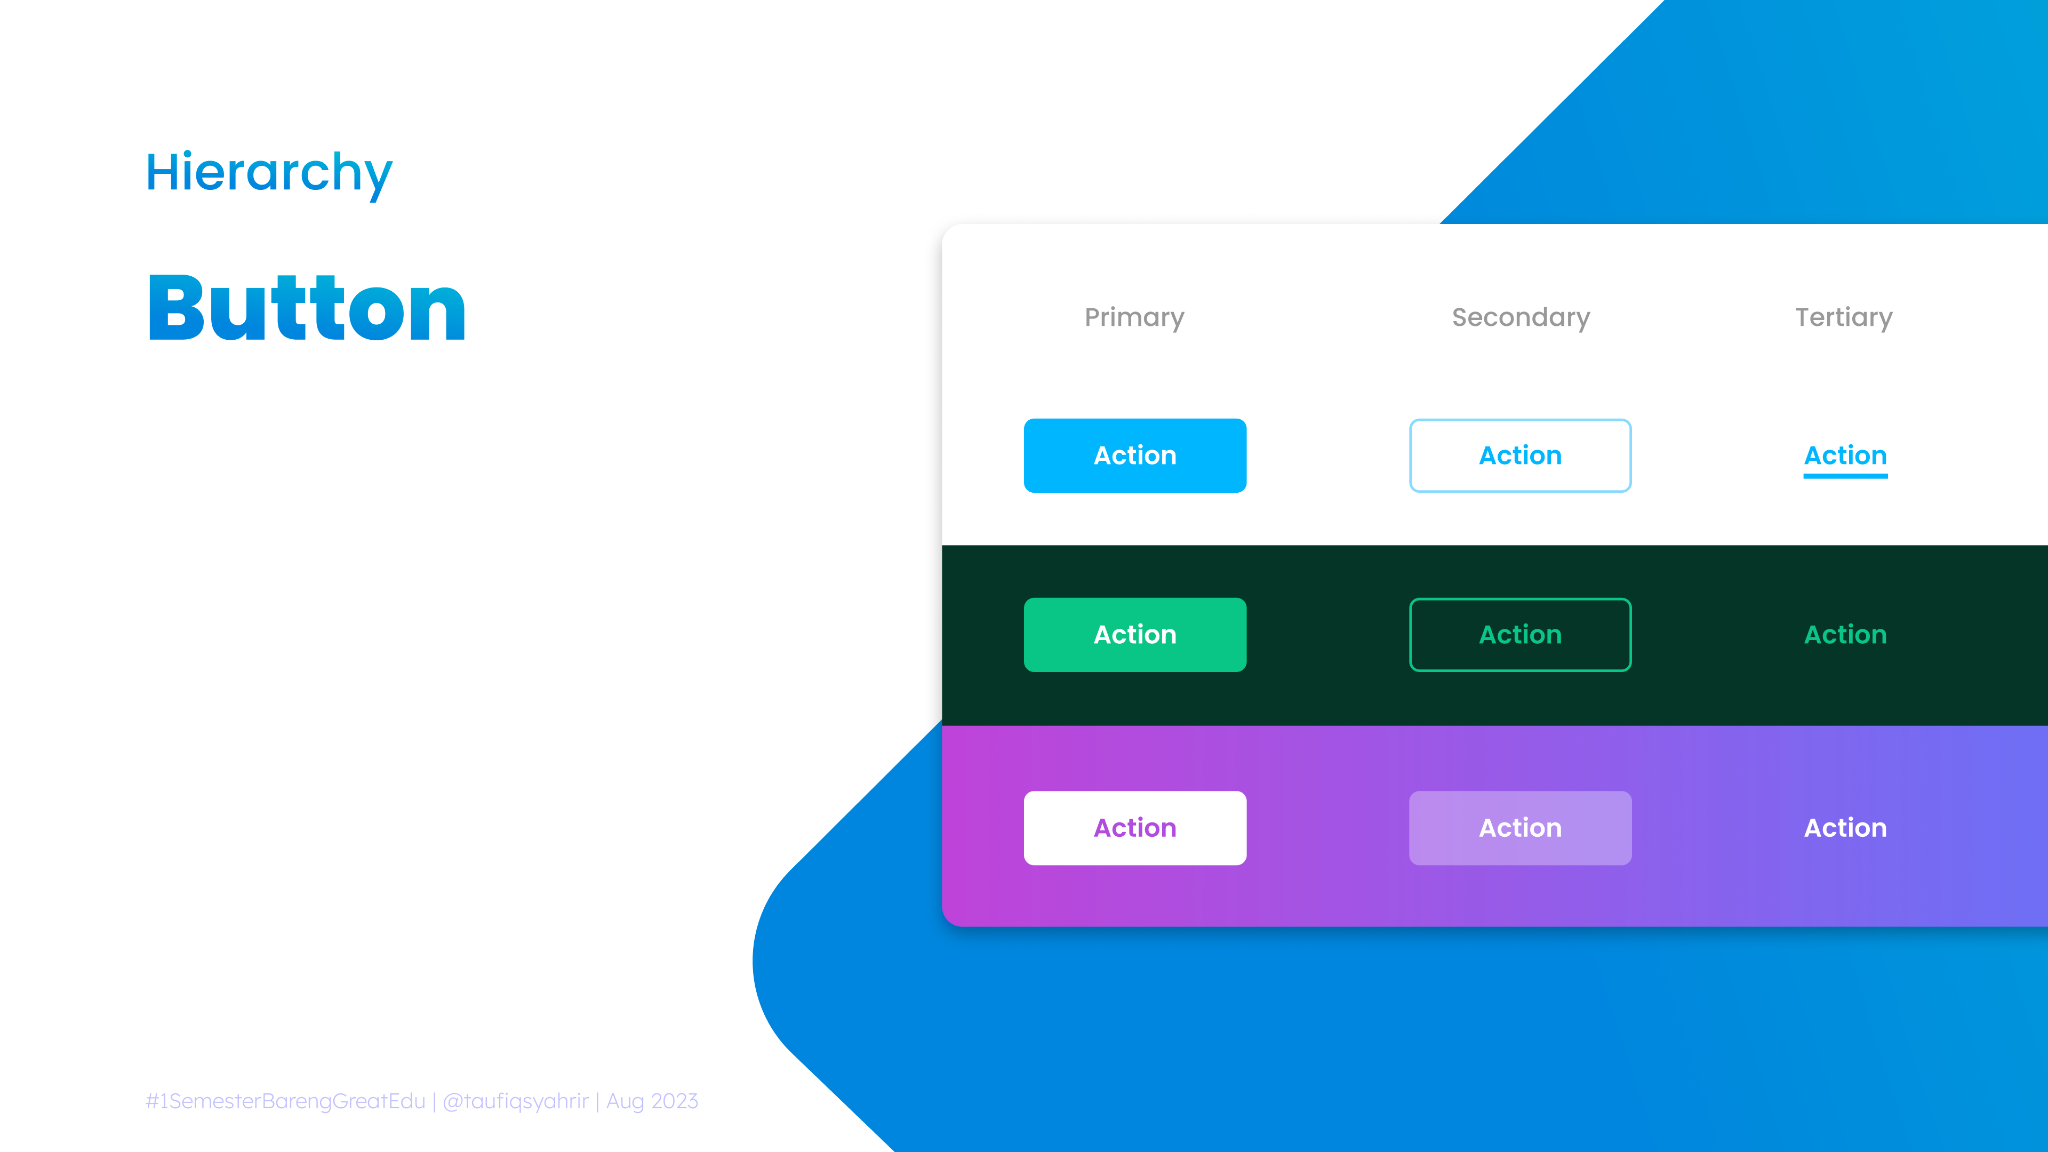 Hierarchy
Button
Primary Secondary Tertiary
Action Action Action
Action Action Action
Action Action Action
#1SemesterBarengGreatEdu | @taufiqsyahrir | Aug 2023